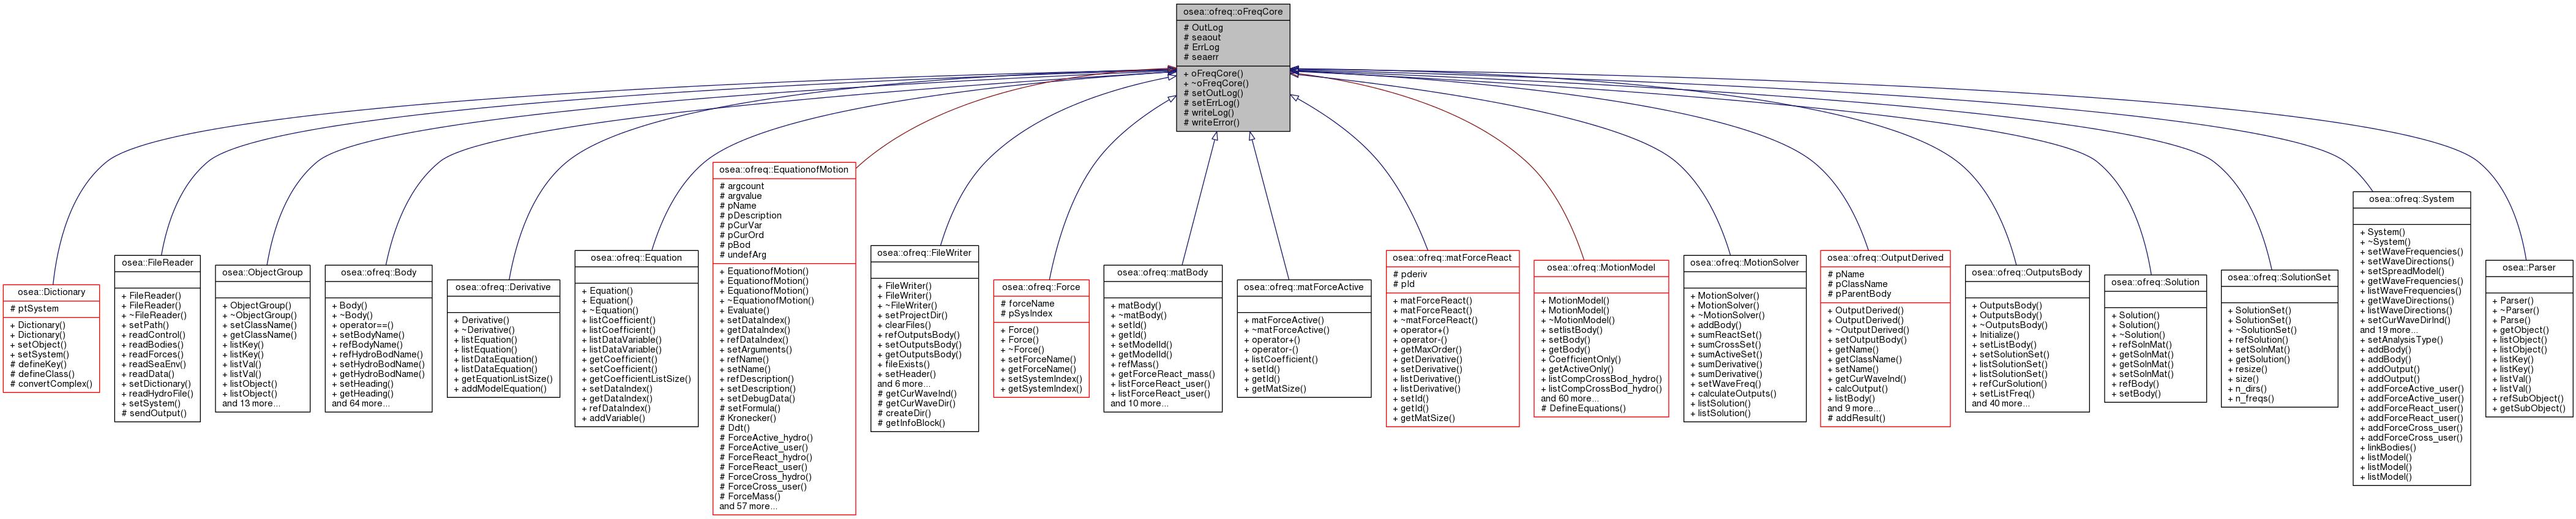 osea::ofreq::oFreqCore
# OutLog
# seaout
# ErrLog
# seaerr
+ oFreqCore()
+ ~oFreqCore()
# setOutLog()
# setErrLog()
# writeLog()
# writeError()
osea::Dictionary
# ptSystem
+ Dictionary()
+ Dictionary()
+ setObject()
+ setSystem()
# defineKey()
# defineClass()
# convertComplex()
osea::FileReader
+ FileReader()
+ FileReader()
+ ~FileReader()
+ setPath()
+ readControl()
+ readBodies()
+ readForces()
+ readSeaEnv()
+ readData()
+ setDictionary()
+ readHydroFile()
+ setSystem()
# sendOutput()
osea::ObjectGroup
+ ObjectGroup()
+ ~ObjectGroup()
+ setClassName()
+ getClassName()
+ listKey()
+ listKey()
+ listVal()
+ listVal()
+ listObject()
+ listObject()
and 13 more...
osea::ofreq::Body
+ Body()
+ ~Body()
+ operator==()
+ setBodyName()
+ refBodyName()
+ refHydroBodName()
+ setHydroBodName()
+ getHydroBodName()
+ setHeading()
+ getHeading()
and 64 more...
osea::ofreq::Derivative
+ Derivative()
+ ~Derivative()
+ listEquation()
+ listEquation()
+ listDataEquation()
+ listDataEquation()
+ getEquationListSize()
+ addModelEquation()
osea::ofreq::Equation
+ Equation()
+ Equation()
+ ~Equation()
+ listCoefficient()
+ listCoefficient()
+ listDataVariable()
+ listDataVariable()
+ getCoefficient()
+ setCoefficient()
+ getCoefficientListSize()
+ setDataIndex()
+ getDataIndex()
+ refDataIndex()
+ addVariable()
osea::ofreq::EquationofMotion
# argcount
# argvalue
# pName
# pDescription
# pCurVar
# pCurOrd
# pBod
# undefArg
+ EquationofMotion()
+ EquationofMotion()
+ EquationofMotion()
+ ~EquationofMotion()
+ Evaluate()
+ setDataIndex()
+ getDataIndex()
+ refDataIndex()
+ setArguments()
+ refName()
+ setName()
+ refDescription()
+ setDescription()
+ setDebugData()
# setFormula()
# Kronecker()
# Ddt()
# ForceActive_hydro()
# ForceActive_user()
# ForceReact_hydro()
# ForceReact_user()
# ForceCross_hydro()
# ForceCross_user()
# ForceMass()
and 57 more...
osea::ofreq::FileWriter
+ FileWriter()
+ FileWriter()
+ ~FileWriter()
+ setProjectDir()
+ clearFiles()
+ refOutputsBody()
+ setOutputsBody()
+ getOutputsBody()
+ fileExists()
+ setHeader()
and 6 more...
# getCurWaveInd()
# getCurWaveDir()
# createDir()
# getInfoBlock()
osea::ofreq::Force
# forceName
# pSysIndex
+ Force()
+ Force()
+ ~Force()
+ setForceName()
+ getForceName()
+ setSystemIndex()
+ getSystemIndex()
osea::ofreq::matBody
+ matBody()
+ matBody()
+ ~matBody()
+ setId()
+ getId()
+ setModelId()
+ getModelId()
+ refMass()
+ getForceReact_mass()
+ listForceReact_user()
+ listForceReact_user()
and 10 more...
osea::ofreq::matForceActive
+ matForceActive()
+ ~matForceActive()
+ operator+()
+ operator-()
+ listCoefficient()
+ setId()
+ getId()
+ getMatSize()
osea::ofreq::matForceReact
# pderiv
# pId
+ matForceReact()
+ matForceReact()
+ ~matForceReact()
+ operator+()
+ operator-()
+ getMaxOrder()
+ getDerivative()
+ setDerivative()
+ listDerivative()
+ listDerivative()
+ setId()
+ getId()
+ getMatSize()
osea::ofreq::MotionModel
+ MotionModel()
+ MotionModel()
+ ~MotionModel()
+ setlistBody()
+ setBody()
+ getBody()
+ CoefficientOnly()
+ getActiveOnly()
+ listCompCrossBod_hydro()
+ listCompCrossBod_hydro()
and 60 more...
# DefineEquations()
osea::ofreq::MotionSolver
+ MotionSolver()
+ MotionSolver()
+ ~MotionSolver()
+ addBody()
+ sumReactSet()
+ sumCrossSet()
+ sumActiveSet()
+ sumDerivative()
+ sumDerivative()
+ setWaveFreq()
+ calculateOutputs()
+ listSolution()
+ listSolution()
osea::ofreq::OutputDerived
# pName
# pClassName
# pParentBody
+ OutputDerived()
+ OutputDerived()
+ ~OutputDerived()
+ setOutputBody()
+ getName()
+ getClassName()
+ setName()
+ getCurWaveInd()
+ calcOutput()
+ listBody()
and 9 more...
# addResult()
osea::ofreq::OutputsBody
+ OutputsBody()
+ OutputsBody()
+ ~OutputsBody()
+ Initialize()
+ setListBody()
+ setSolutionSet()
+ listSolutionSet()
+ listSolutionSet()
+ refCurSolution()
+ setListFreq()
and 40 more...
osea::ofreq::Solution
+ Solution()
+ Solution()
+ ~Solution()
+ refSolnMat()
+ getSolnMat()
+ getSolnMat()
+ setSolnMat()
+ refBody()
+ setBody()
osea::ofreq::SolutionSet
+ SolutionSet()
+ SolutionSet()
+ ~SolutionSet()
+ refSolution()
+ setSolnMat()
+ getSolution()
+ resize()
+ size()
+ n_dirs()
+ n_freqs()
osea::ofreq::System
+ System()
+ ~System()
+ setWaveFrequencies()
+ setWaveDirections()
+ setSpreadModel()
+ getWaveFrequencies()
+ listWaveFrequencies()
+ getWaveDirections()
+ listWaveDirections()
+ setCurWaveDirInd()
and 19 more...
+ setAnalysisType()
+ addBody()
+ addBody()
+ addOutput()
+ addOutput()
+ addForceActive_user()
+ addForceActive_user()
+ addForceReact_user()
+ addForceReact_user()
+ addForceCross_user()
+ addForceCross_user()
+ linkBodies()
+ listModel()
+ listModel()
+ listModel()
osea::Parser
+ Parser()
+ ~Parser()
+ Parse()
+ getObject()
+ listObject()
+ listObject()
+ listKey()
+ listKey()
+ listVal()
+ listVal()
+ refSubObject()
+ getSubObject()